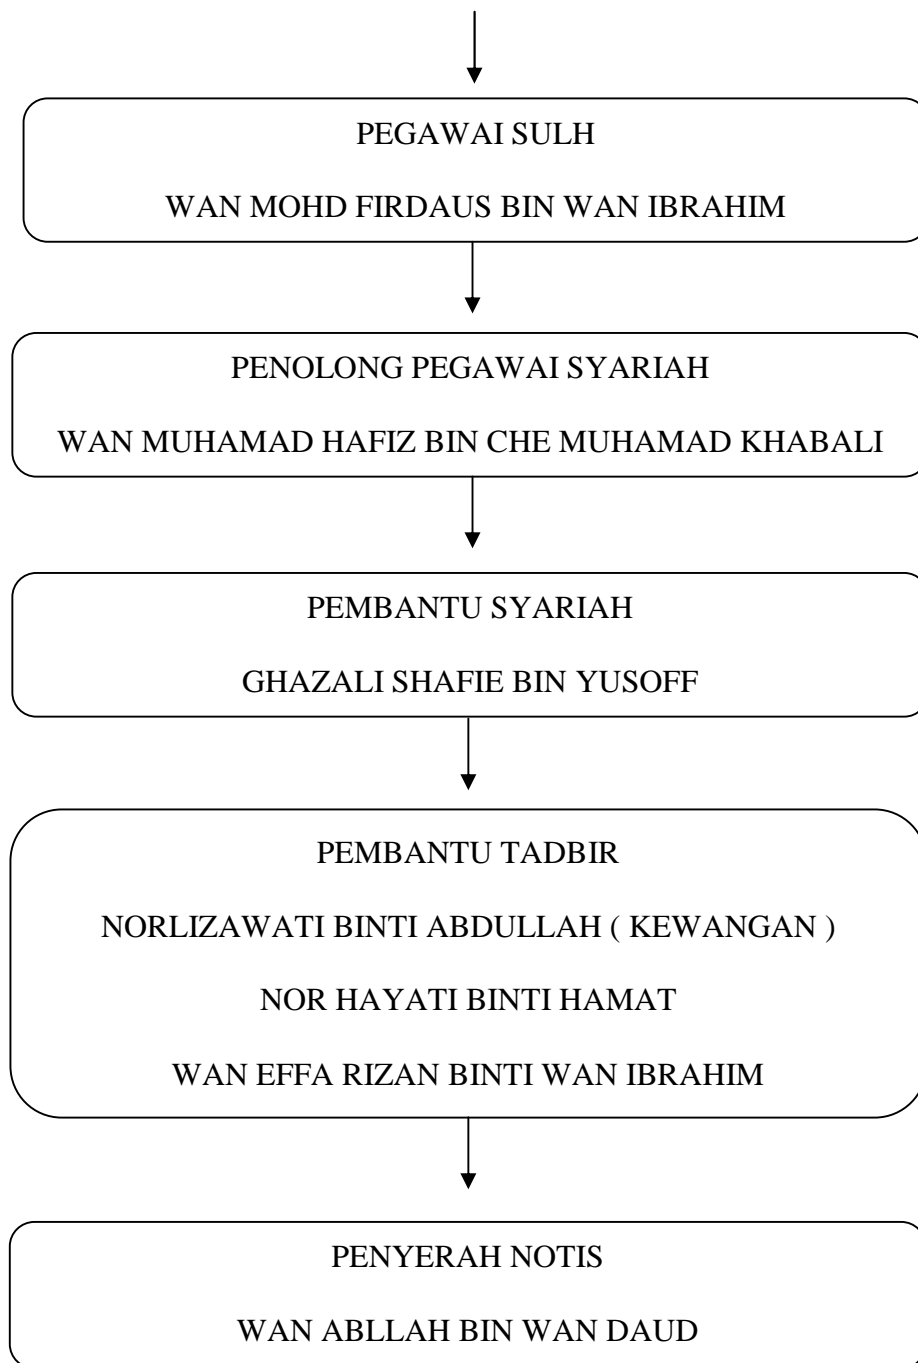 PEGAWAI SULH
WAN MOHD FIRDAUS BIN WAN IBRAHIM
PENOLONG PEGAWAI SYARIAH
WAN MUHAMAD HAFIZ BIN CHE MUHAMAD KHABALI
PEMBANTU SYARIAH
GHAZALI SHAFIE BIN YUSOFF
PEMBANTU TADBIR
NORLIZAWATI BINTI ABDULLAH ( KEWANGAN )
NOR HAYATI BINTI HAMAT
WAN EFFA RIZAN BINTI WAN IBRAHIM
PENYERAH NOTIS
WAN ABLLAH BIN WAN DAUD